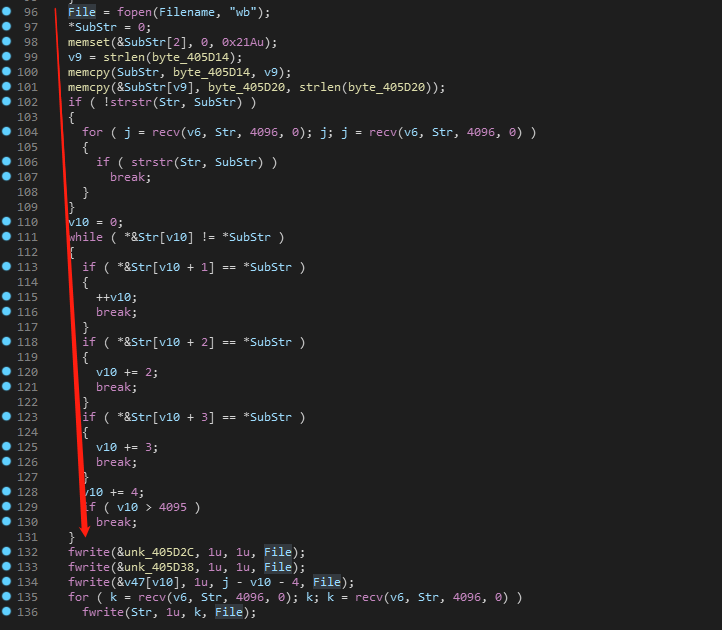 96 File = fopen(Filename, "wb");
97 *SubStr = 0;
98 memset(&SubStr[2], 0, 0x21Au);
99 v9 = strlen(byte_405D14);
100 memcpy(SubStr, byte_405D14, v9);
101 memcpy(&SubStr[v9], byte_405D20, strlen(byte_405D20));
102 if ( !strstr(Str, SubStr) )
103 {
104 for ( j = recv(v6, Str, 4096, 0); j; j = recv(v6, Str, 4096, 0) )
105 {
106 if ( strstr(Str, SubStr) )
107 break;
108 }
109 }
110 v10 = 0;
111 while ( *&Str[v10] != *SubStr )
112 {
113 if ( *&Str[v10 + 1] == *SubStr )
114 {
115 ++v10;
116 break;
117 }
118 if ( *&Str[v10 + 2] == *SubStr )
119 {
120 v10 += 2;
121 break;
122 }
123 if ( *&Str[v10 + 3] == *SubStr )
124 {
125 v10 += 3;
126 break;
127 }
128 v10 += 4;
129 if ( v10 > 4095 )
130 break;
131 }
132 fwrite(&unk_405D2C, 1u, 1u, File);
133 fwrite(&unk_405D38, 1u, 1u, File);
134 fwrite(&v47[v10], 1u, j - v10 - 4, File);
135 for ( k = recv(v6, Str, 4096, 0); k; k = recv(v6, Str, 4096, 0) )
136 fwrite(Str, 1u, k, File);